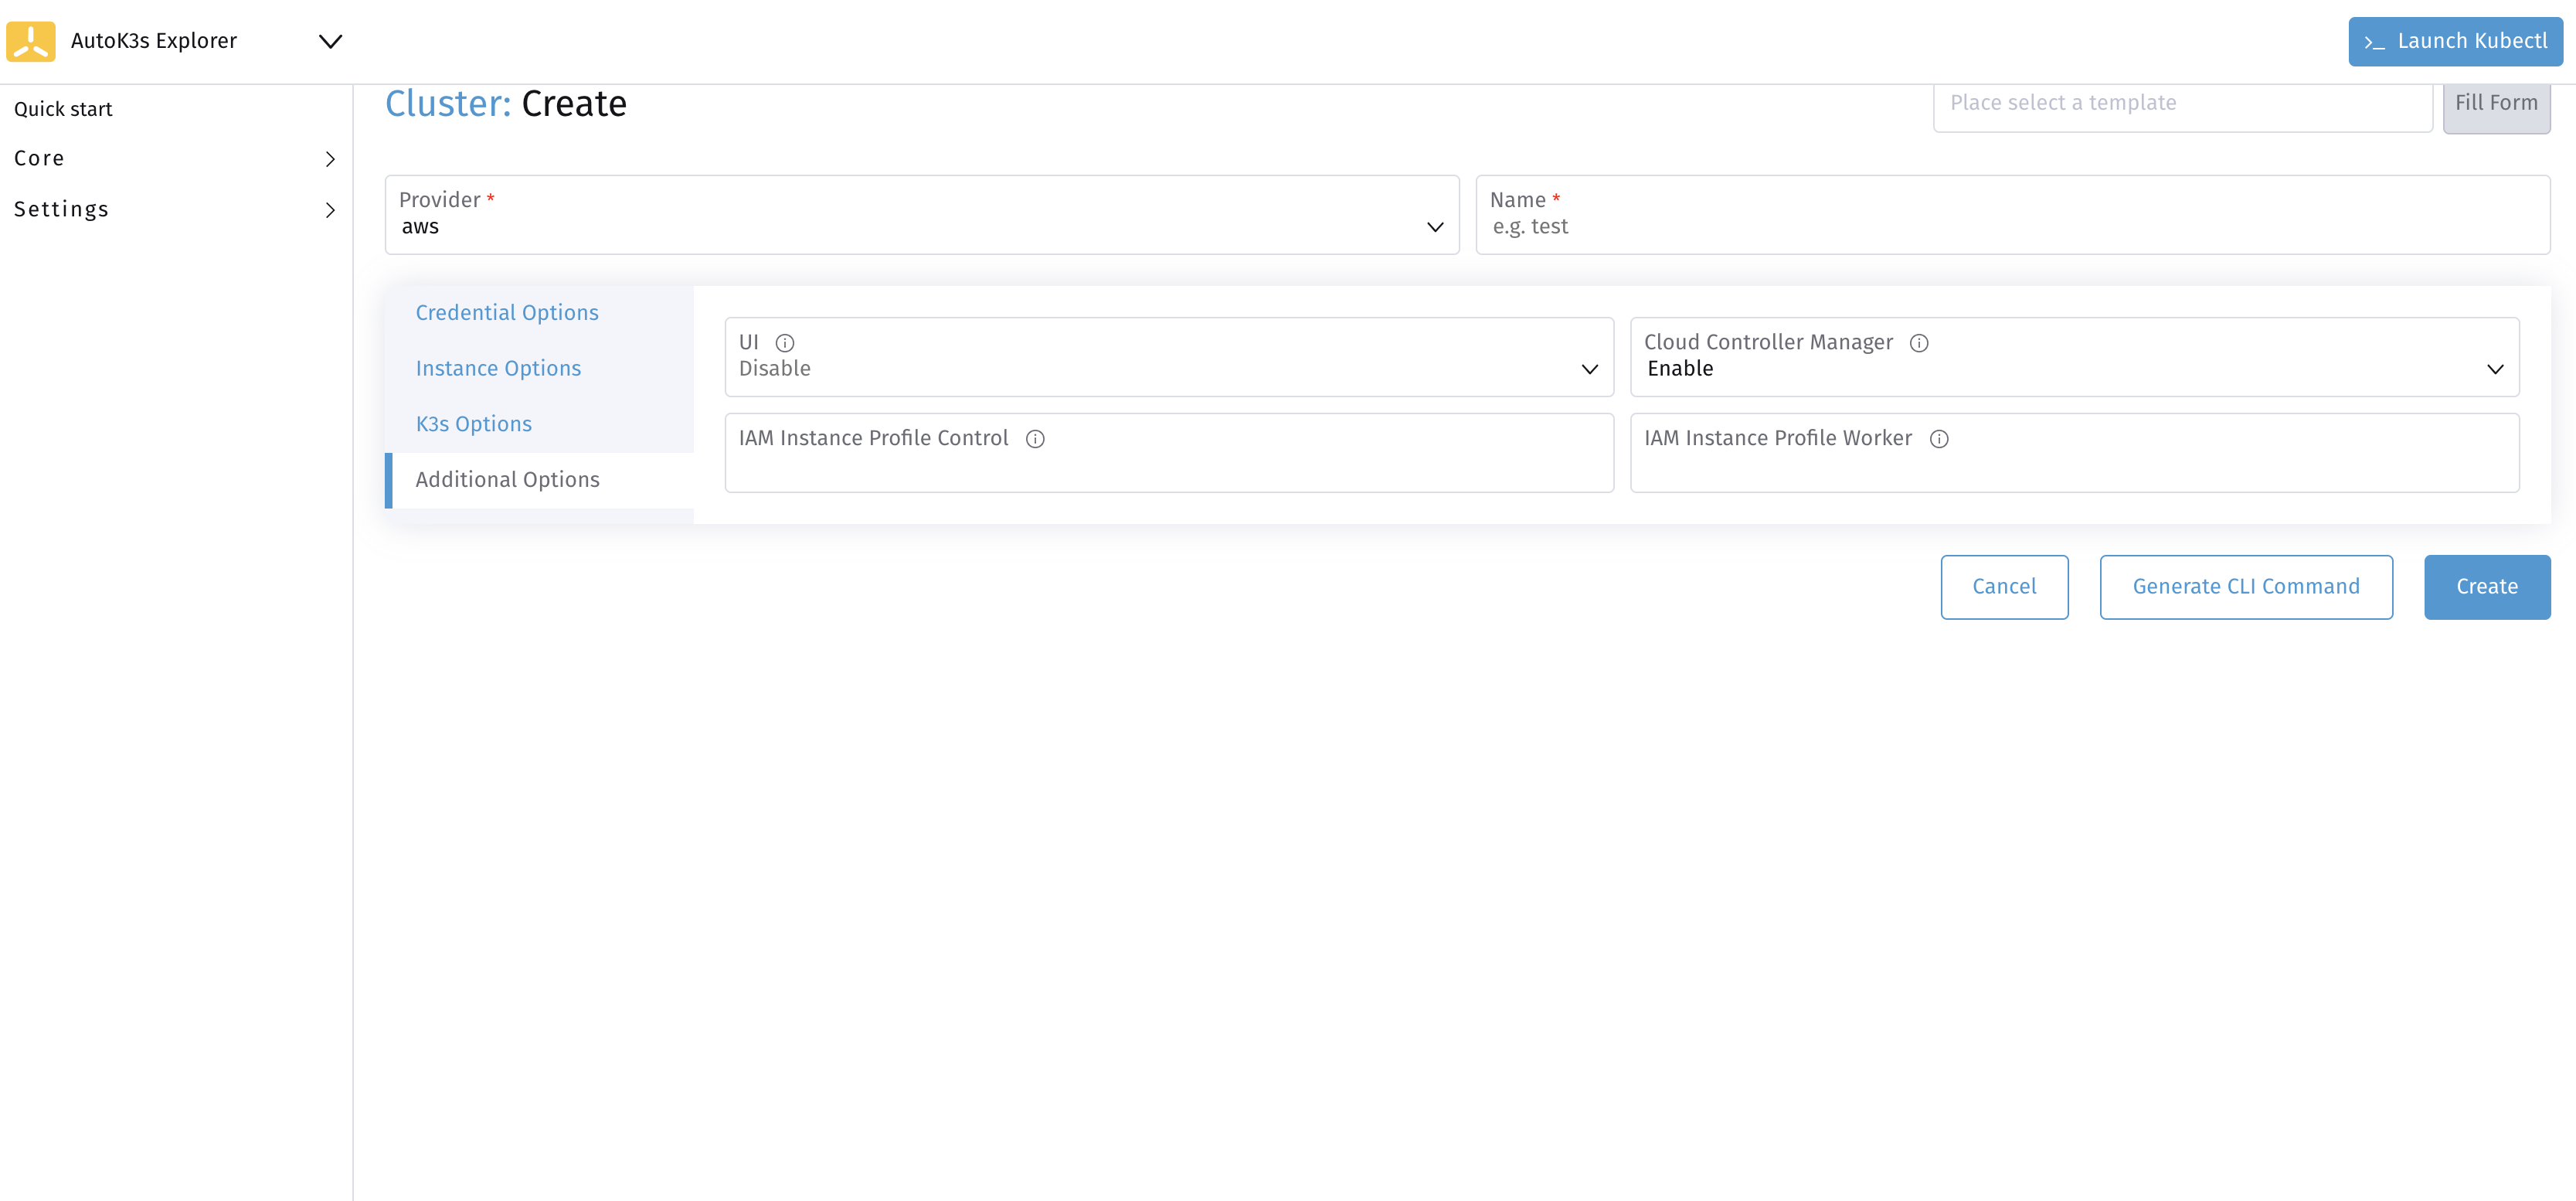 AutoK3s Explorer
>_ Launch Kubectl
Quick start
Core
Settings
Cluster: Create
Place select a template
Fill Form
Provider *
aws
Name *
e.g. test
Credential Options
Instance Options
K3s Options
Additional Options
UI
Disable
Cloud Controller Manager
Enable
IAM Instance Profile Control
IAM Instance Profile Worker
Cancel
Generate CLI Command
Create